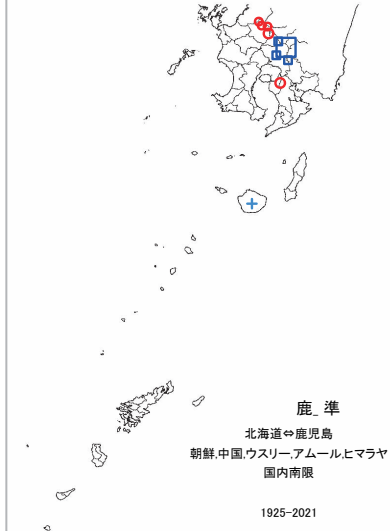 鹿_ 準
北海道⇔鹿児島
朝鮮,中国,ウスリー,アムール,ヒマラヤ
国内南限
1925-2021